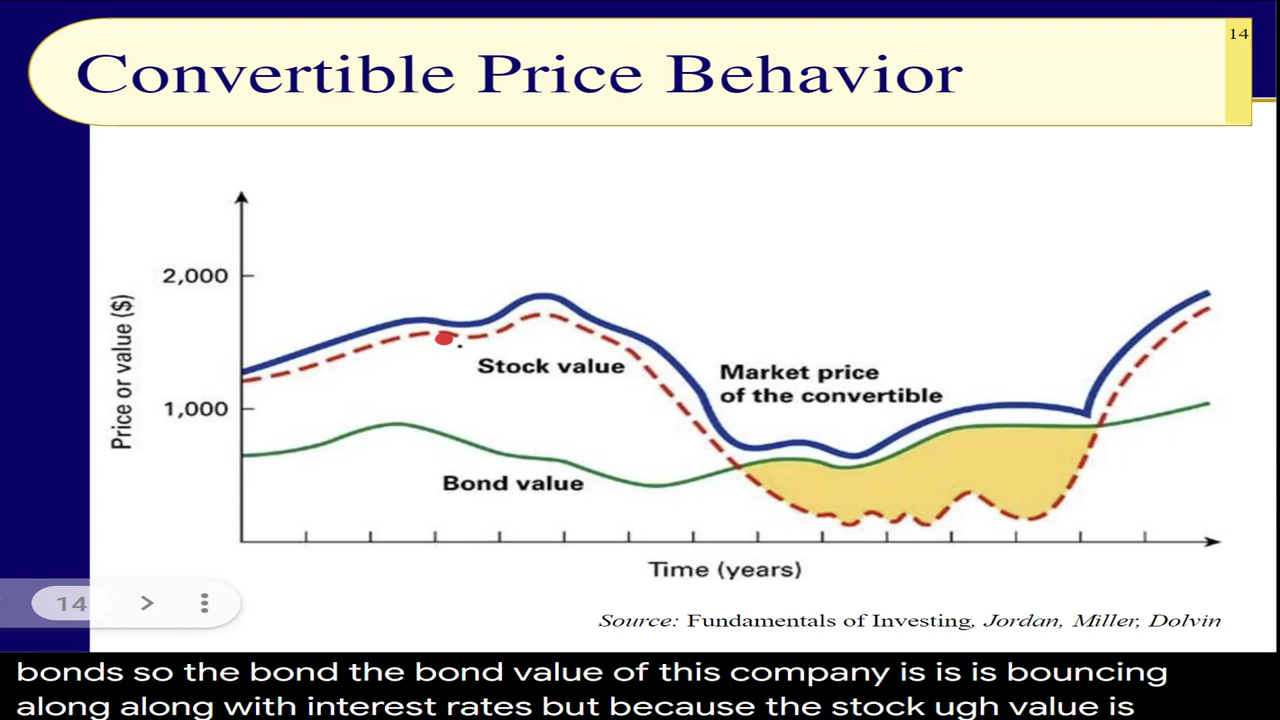 14
Convertible Price Behavior
2,000
1,000
Price or value ($)
Stock value
Market price
of the convertible
Bond value
Time (years)
14
Source: Fundamentals of Investing, Jordan, Miller, Dolvin
bonds so the bond the bond value of this company is is is bouncing
along along with interest rates but because the stock ugh value is